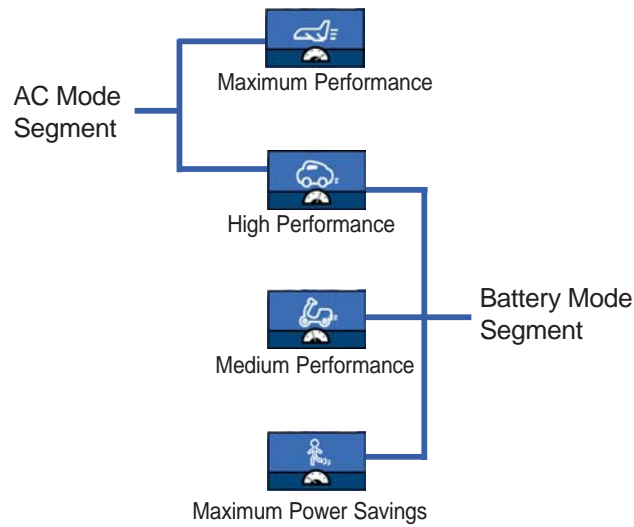 Maximum Performance
AC Mode
Segment
High Performance
Battery Mode
Segment
Medium Performance
Maximum Power Savings